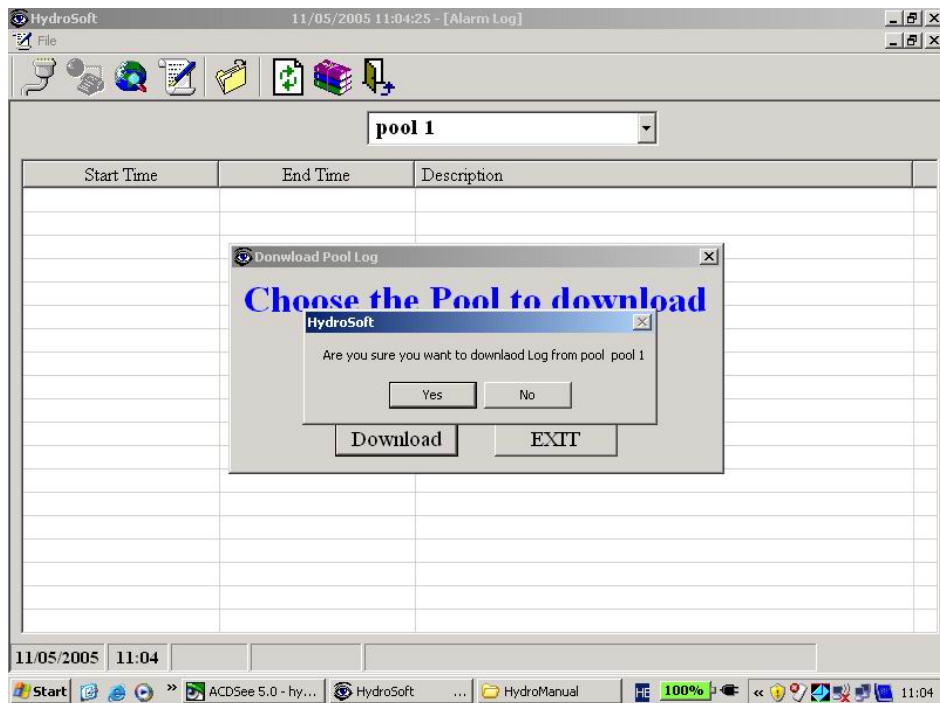 HydroSoft 11/05/2005 11:04:25 - [Alarm Log]
File
pool 1
Start Time End Time Description
Donwload Pool Log
Choose the Pool to download
HydroSoft
Are you sure you want to downlaod Log from pool pool 1
Yes No
Download EXIT
11/05/2005 11:04
Start » ACDSee 5.0 - hy... HydroSoft ... HydroManual HE 100% « 11:04